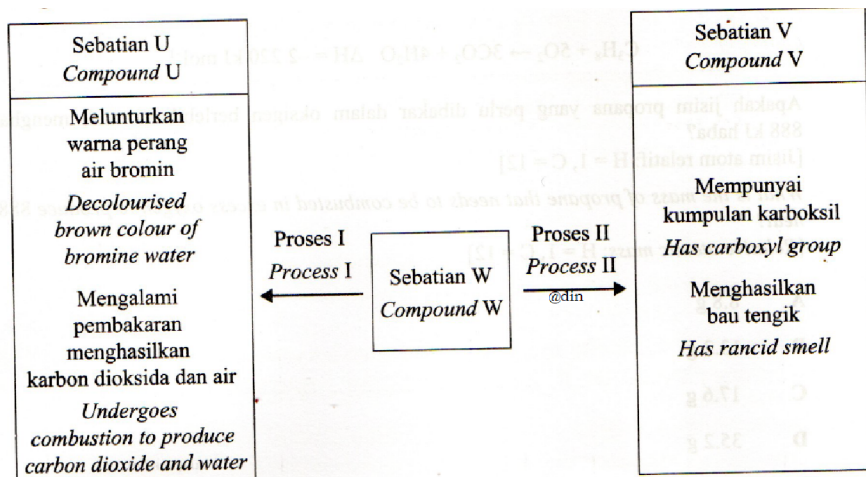 Sebatian U
Compound U
Melunturkan
warna perang
air bromin
Decolourised
brown colour of
bromine water
Mengalami
pembakaran
menghasilkan
karbon dioksida dan air
Undergoes
combustion to produce
carbon dioxide and water
Proses I
Process I
Sebatian W
Compound W
Proses II
Process II
@din
Sebatian V
Compound V
Mempunyai
kumpulan karboksil
Has carboxyl group
Menghasilkan
bau tengik
Has rancid smell